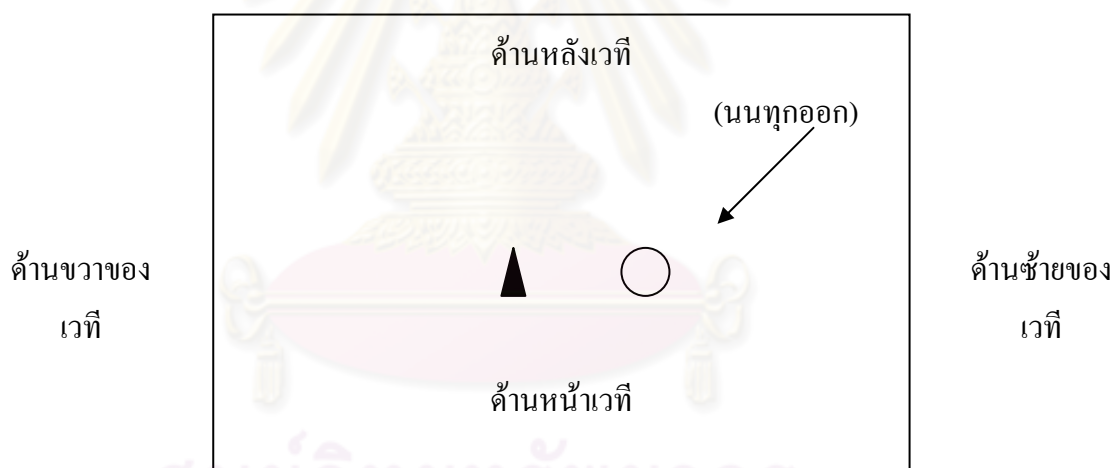 ด้านหลังเวที
(นนทุกออก)
ด้านขวาของ
เวที
ด้านซ้ายของ
เวที
ด้านหน้าเวที